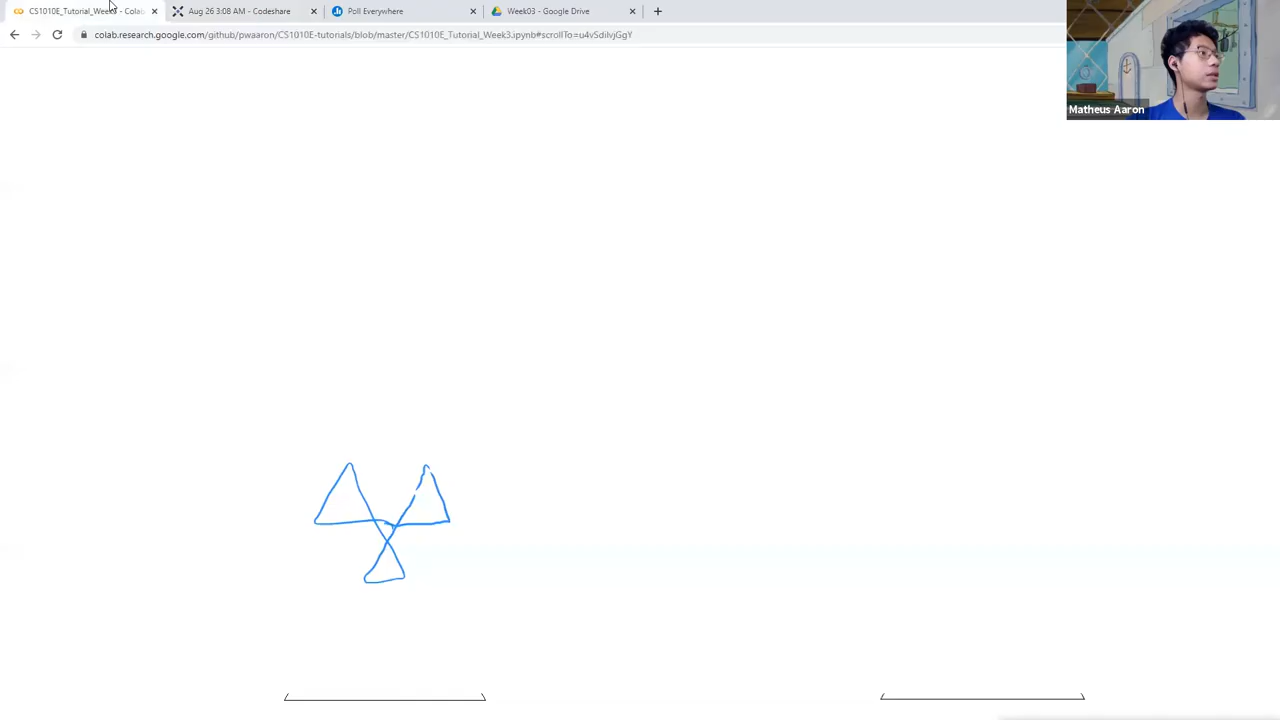 CS1010E_Tutorial_Week3 - Colab
Aug 26 3:08 AM - Codeshare
Poll Everywhere
Week03 - Google Drive
colab.research.google.com/github/pwaaron/CS1010E-tutorials/blob/master/CS1010E_Tutorial_Week3.ipynb#scrollTo=u4vSdiIvjGgY
Matheus Aaron